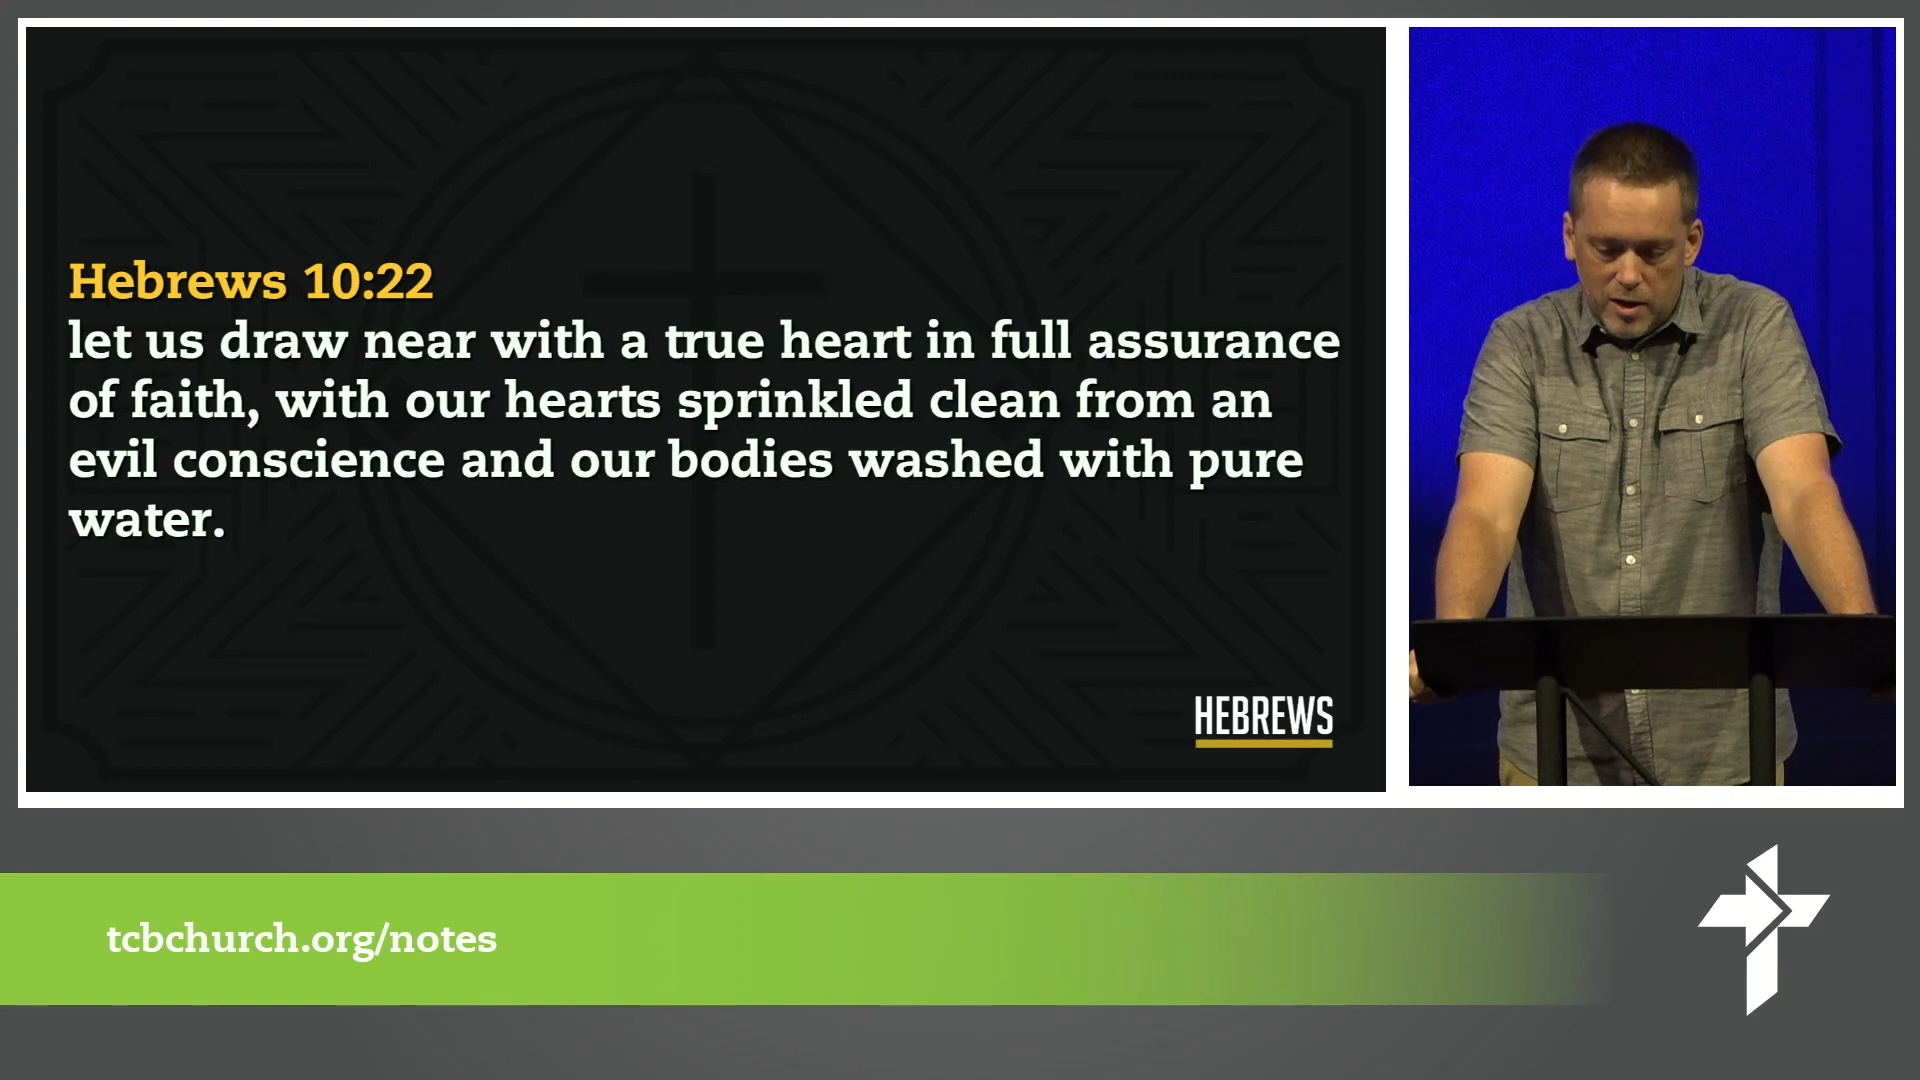 Hebrews 10:22
let us draw near with a true heart in full assurance
of faith, with our hearts sprinkled clean from an
evil conscience and our bodies washed with pure
water.
HEBREWS
tcbchurch.org/notes